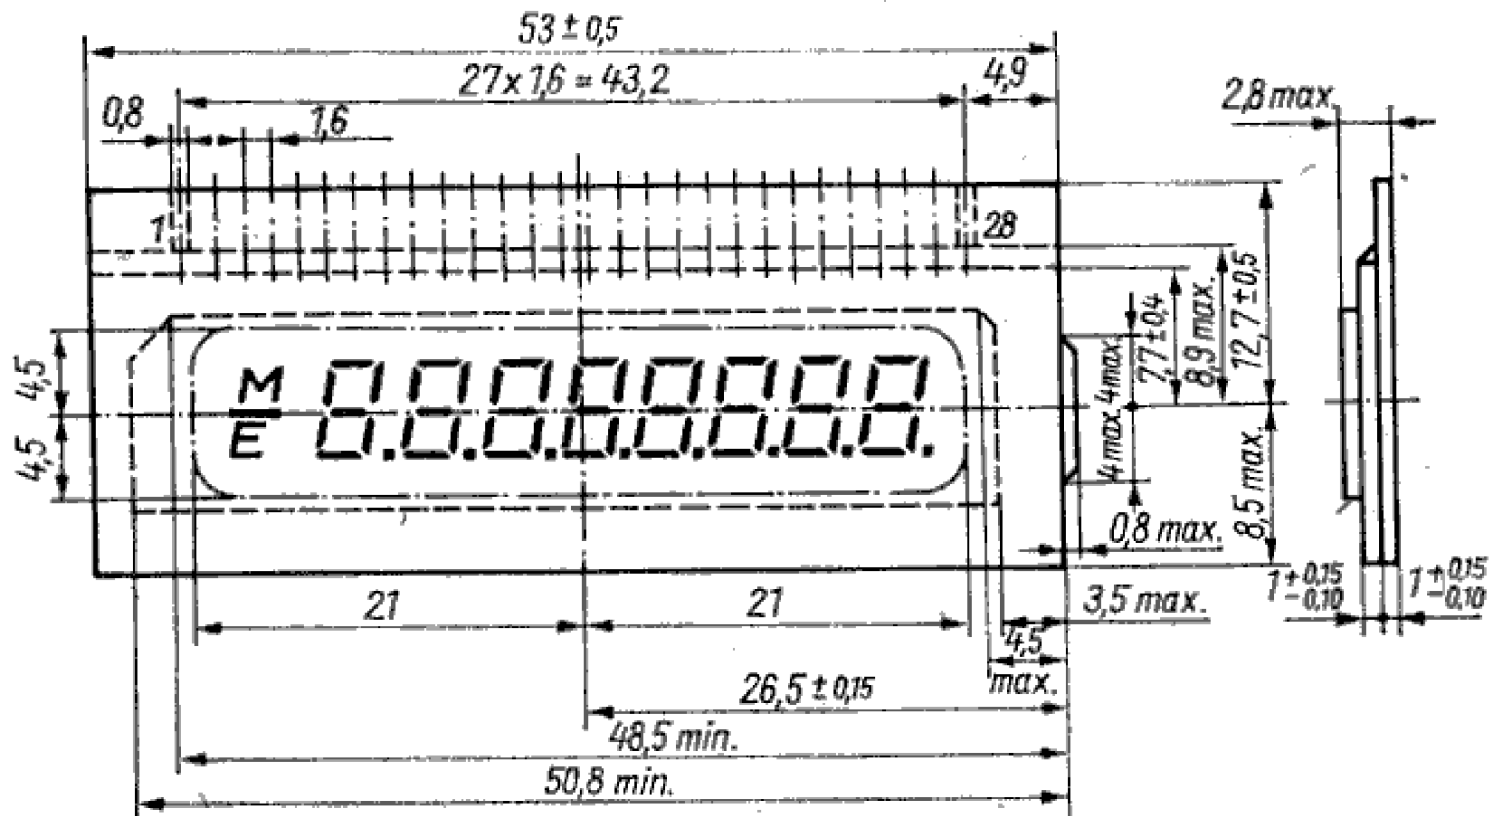 53 ± 0,5
27 x 1,6 = 43,2
4,9
2,8 max.
0,8
1,6
1
28
4,5
4,5
M
E
8.8.8.8.8.8.8.8.
4 max.
4 max.
7,7 ± 0,4
8,9 max.
12,7 ± 0,5
8,5 max.
0,8 max.
1 +0,15 -0,10
1 +0,15 -0,10
21
21
3,5 max.
4,5 max.
26,5 ± 0,15
48,5 min.
50,8 min.